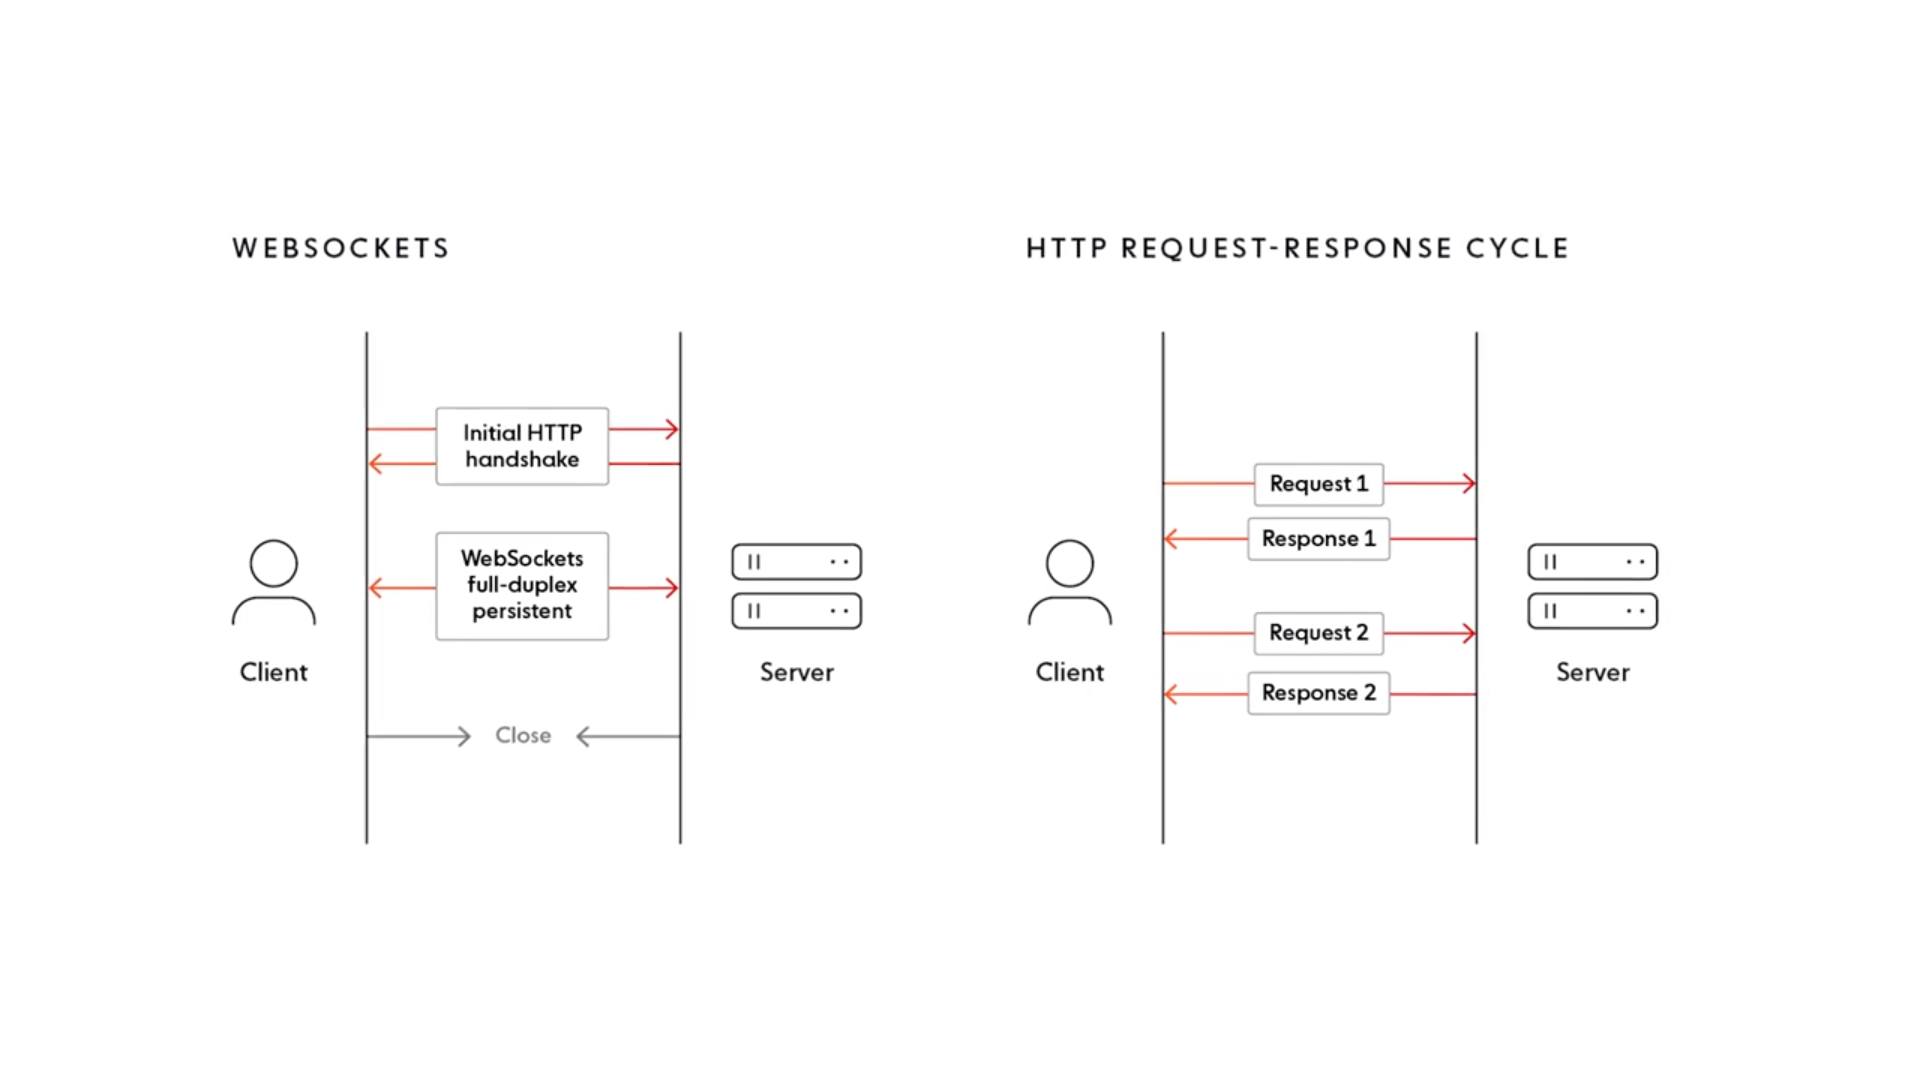 WEBSOCKETS
Initial HTTP
handshake
WebSockets
full-duplex
persistent
Client
Server
Close
HTTP REQUEST-RESPONSE CYCLE
Request 1
Response 1
Request 2
Client
Server
Response 2